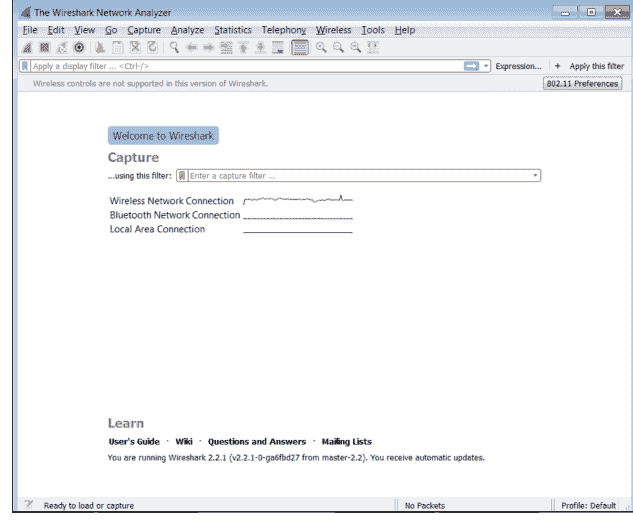 The Wireshark Network Analyzer
File Edit View Go Capture Analyze Statistics Telephony Wireless Tools Help
Apply a display filter ... <Ctrl-/> Expression... + Apply this filter
Wireless controls are not supported in this version of Wireshark. 802.11 Preferences
Welcome to Wireshark
Capture
...using this filter: Enter a capture filter ...
Wireless Network Connection
Bluetooth Network Connection
Local Area Connection
Learn
User's Guide · Wiki · Questions and Answers · Mailing Lists
You are running Wireshark 2.2.1 (v2.2.1-0-ga6fbd27 from master-2.2). You receive automatic updates.
Ready to load or capture No Packets Profile: Default